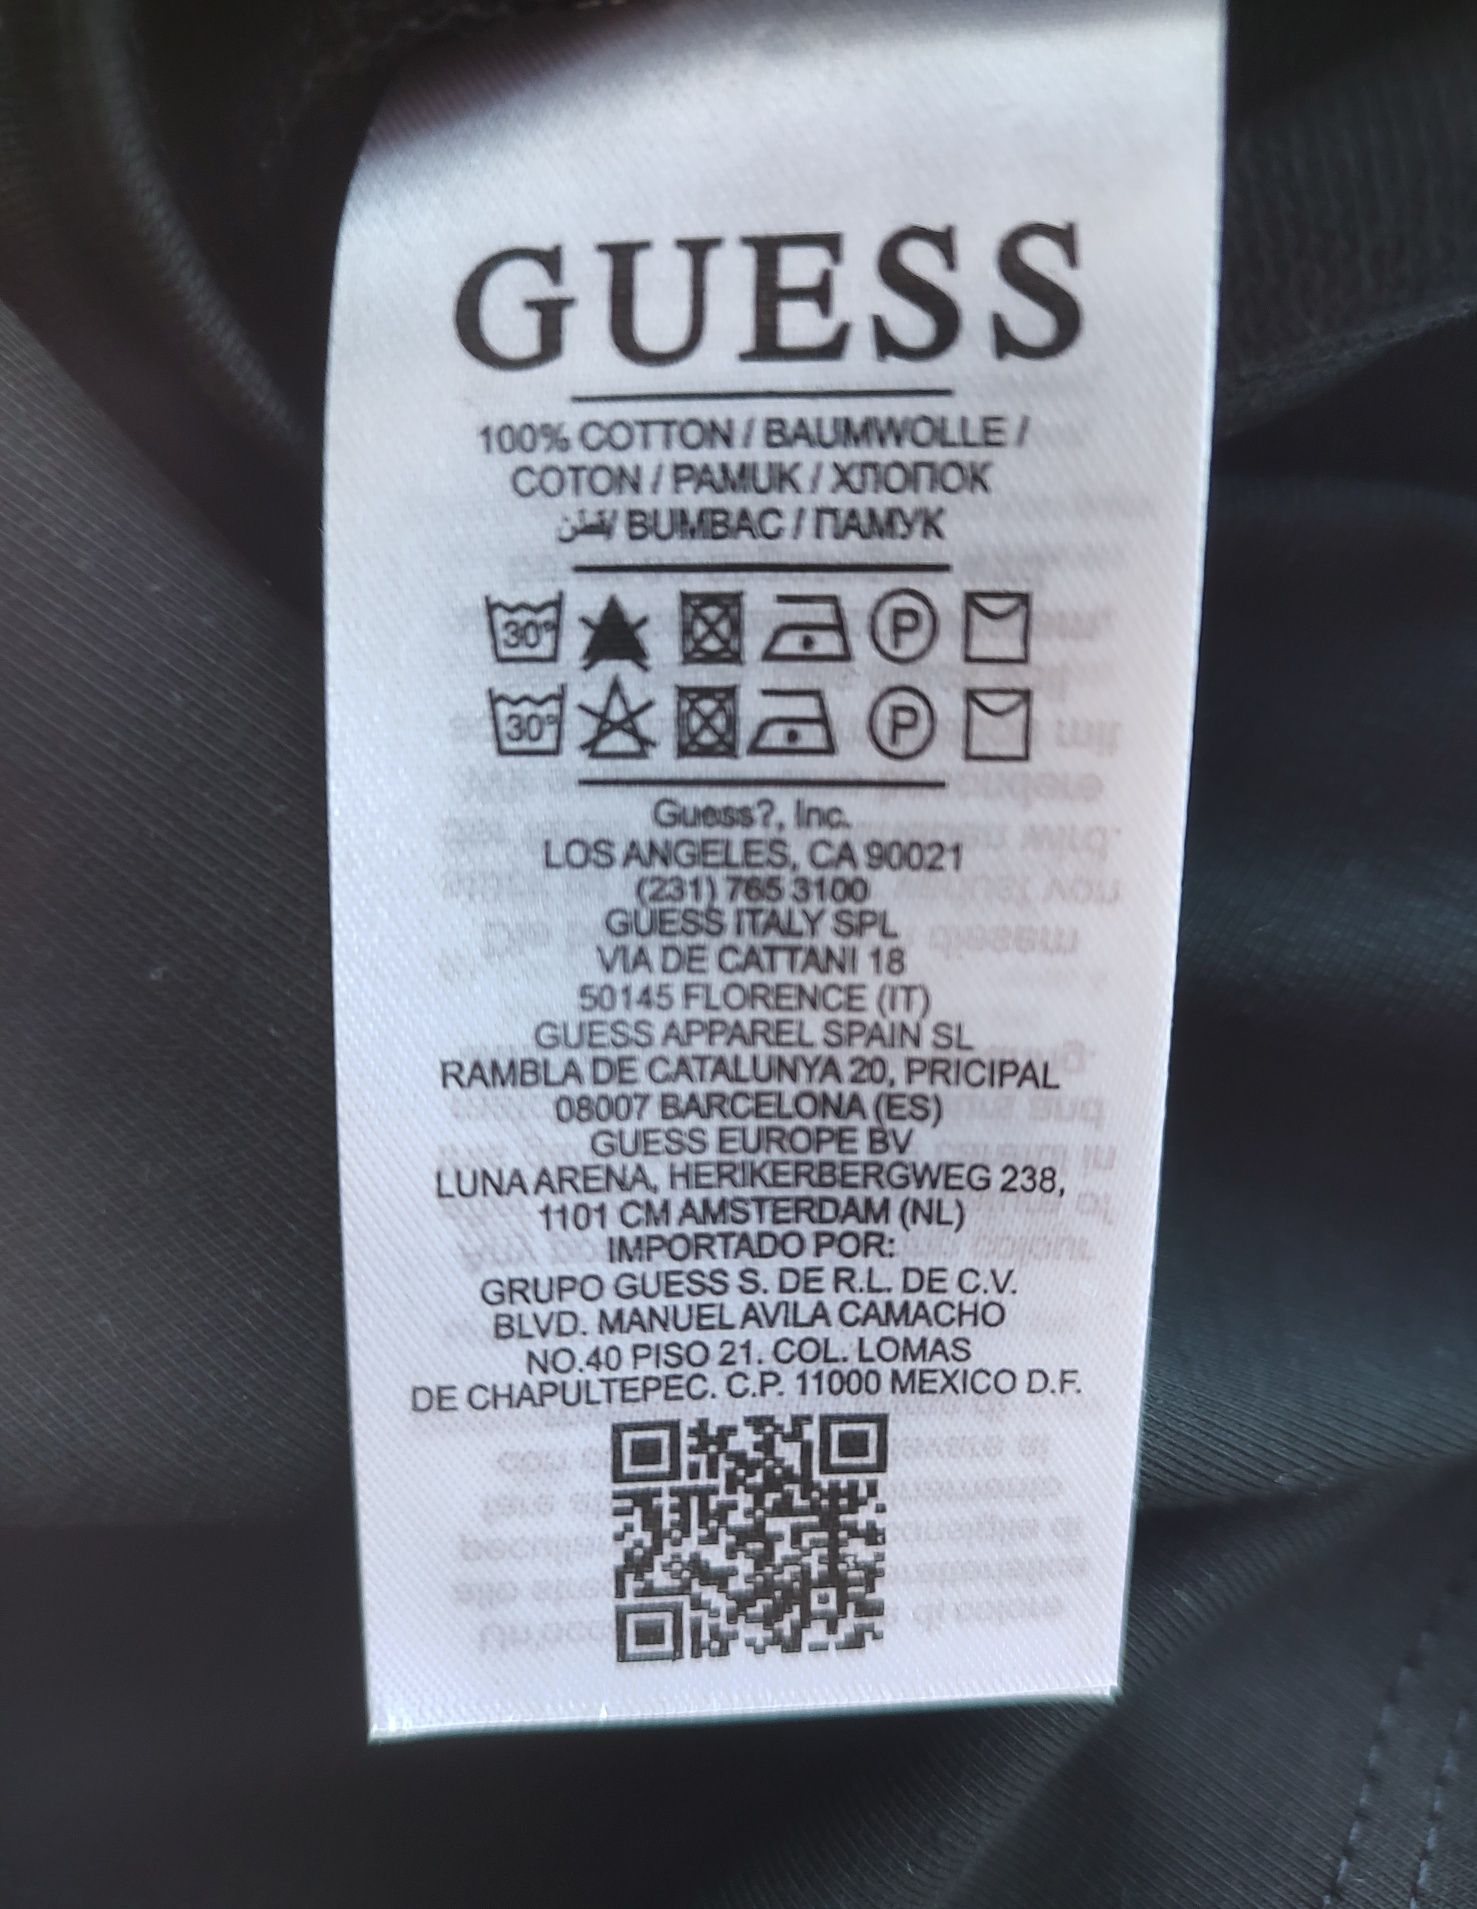 GUESS
100% COTTON / BAUMWOLLE /
COTON / PAMUK / ХЛОПОК
قطن/ BUMBAC / ПАМУК
30° P
30° P
Guess?, Inc.
LOS ANGELES, CA 90021
(231) 765 3100
GUESS ITALY SPL
VIA DE CATTANI 18
50145 FLORENCE (IT)
GUESS APPAREL SPAIN SL
RAMBLA DE CATALUNYA 20, PRICIPAL
08007 BARCELONA (ES)
GUESS EUROPE BV
LUNA ARENA, HERIKERBERGWEG 238,
1101 CM AMSTERDAM (NL)
IMPORTADO POR:
GRUPO GUESS S. DE R.L. DE C.V.
BLVD. MANUEL AVILA CAMACHO
NO.40 PISO 21. COL. LOMAS
DE CHAPULTEPEC. C.P. 11000 MEXICO D.F.